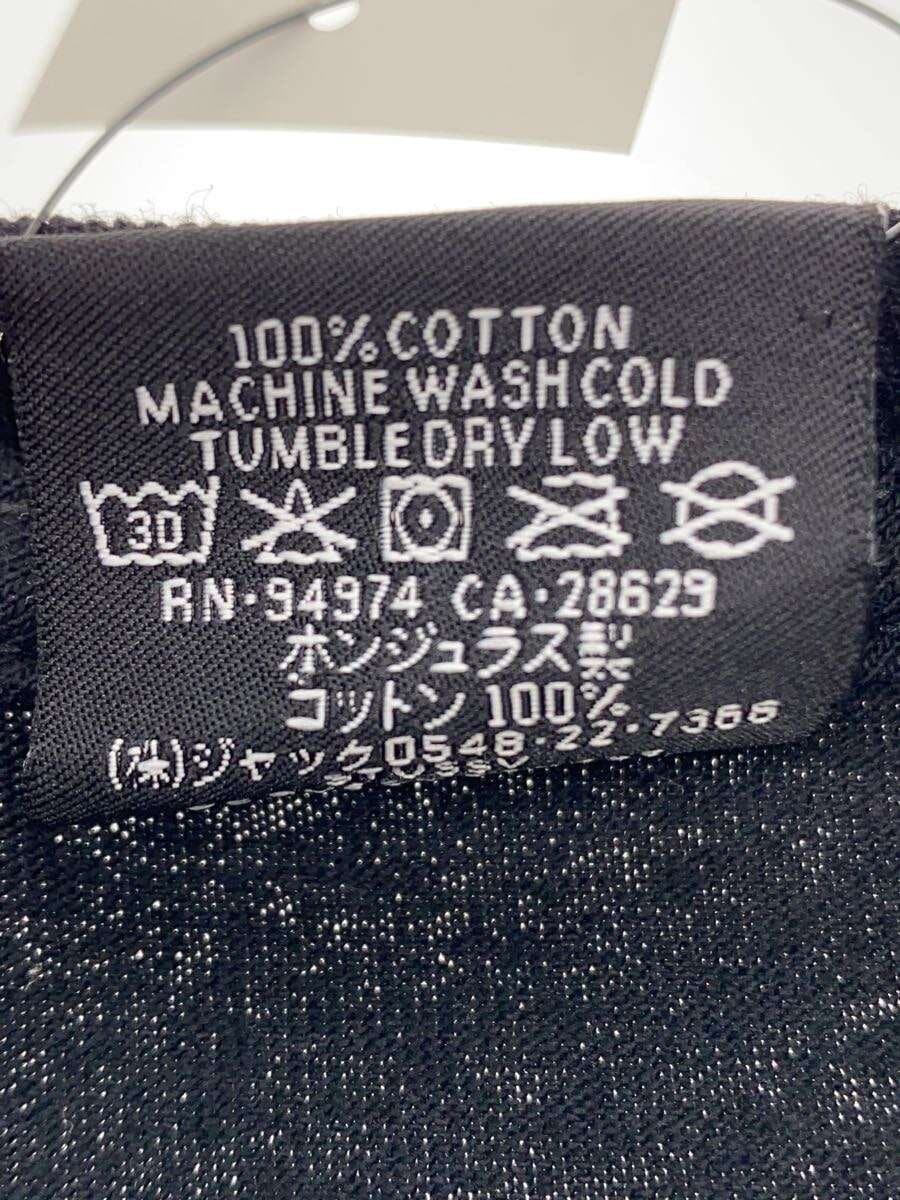 100% COTTON
MACHINE WASH COLD
TUMBLE DRY LOW
30
RN·94974 CA·28629
ホンジュラス製
コットン 100%
(株)ジャック0548·22·7366